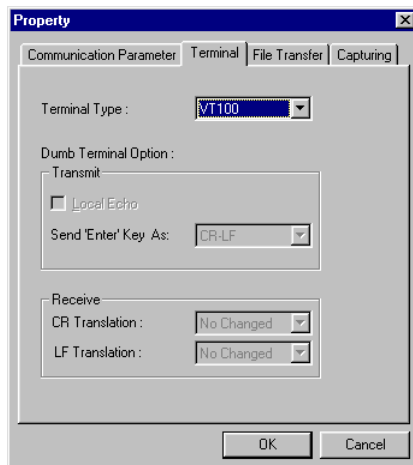 Property
Communication Parameter Terminal File Transfer Capturing
Terminal Type : VT100
Dumb Terminal Option :
Transmit
Local Echo
Send 'Enter' Key As: CR-LF
Receive
CR Translation : No Changed
LF Translation : No Changed
OK Cancel